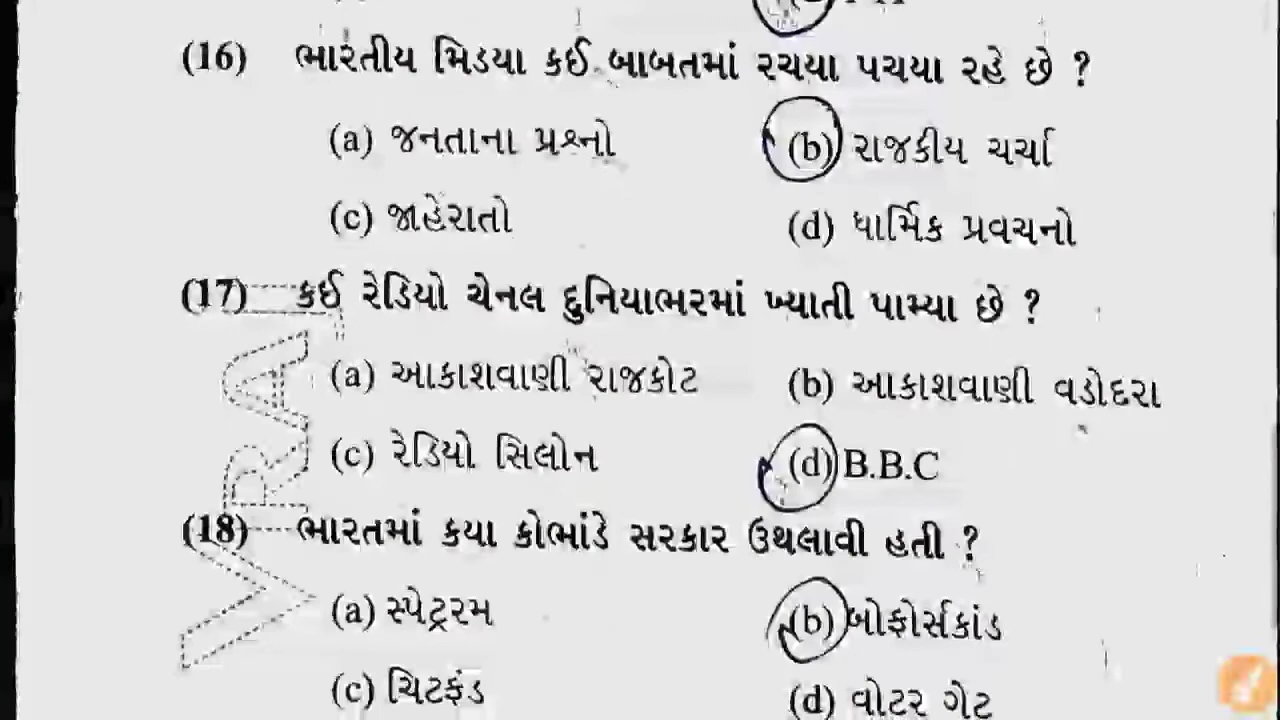 (16) ભારતીય મિડયા કઈ બાબતમાં રચયા પચયા રહે છે ?
(a) જનતાના પ્રશ્નો (b) રાજકીય ચર્ચા
(c) જાહેરાતો (d) ધાર્મિક પ્રવચનો
(17) કઈ રેડિયો ચેનલ દુનિયાભરમાં ખ્યાતી પામ્યા છે ?
(a) આકાશવાણી રાજકોટ (b) આકાશવાણી વડોદરા
(c) રેડિયો સિલોન (d) B.B.C
(18) ભારતમાં કયા કોભાંડે સરકાર ઉથલાવી હતી ?
(a) સ્પેટ્રરમ (b) બોફોર્સકાંડ
(c) ચિટફંડ (d) વોટર ગેટ